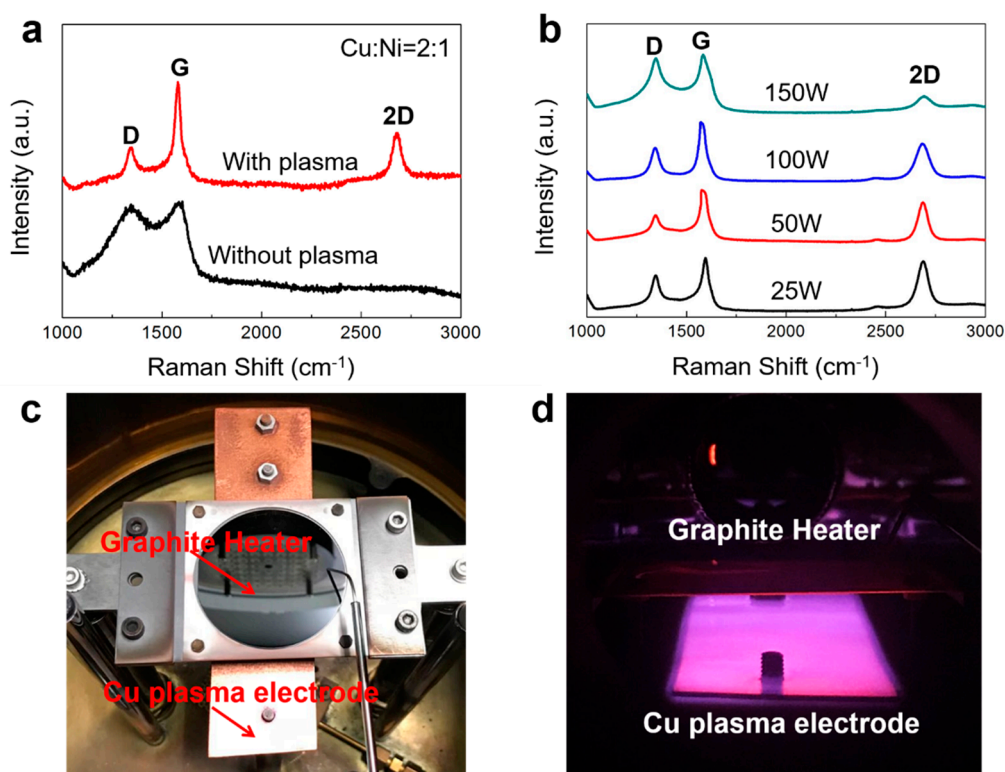 a
Cu:Ni=2:1
D
G
2D
With plasma
Without plasma
Intensity (a.u.)
1000 1500 2000 2500 3000
Raman Shift (cm-1)
b
D
G
2D
150W
100W
50W
25W
Intensity (a.u.)
1000 1500 2000 2500 3000
Raman Shift (cm-1)
c
Graphite Heater
Cu plasma electrode
d
Graphite Heater
Cu plasma electrode